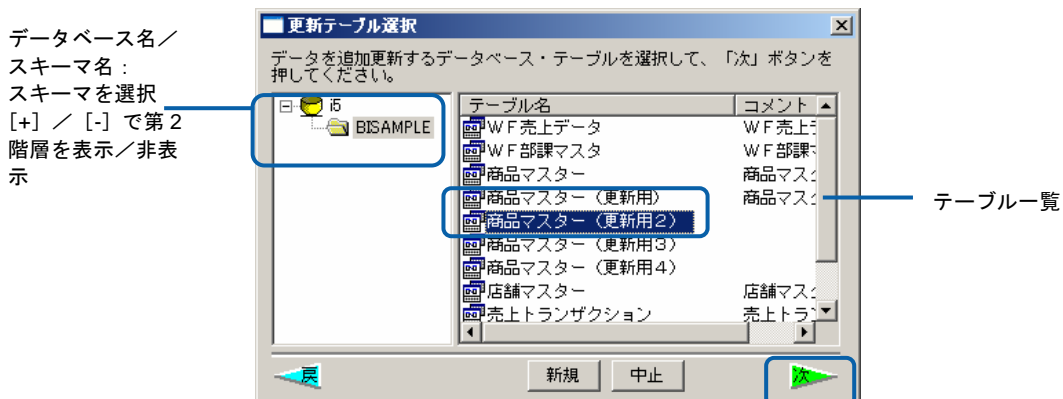 データベース名／
スキーマ名：
スキーマを選択
[+] ／ [-] で第２
階層を表示／非表
示
更新テーブル選択
データを追加更新するデータベース・テーブルを選択して、「次」ボタンを
押してください。
i5
BISAMPLE
テーブル名 コメント
ＷＦ売上データ ＷＦ売上
ＷＦ部課マスタ ＷＦ部課
商品マスター 商品マス
商品マスター（更新用） 商品マス
商品マスター（更新用２）
商品マスター（更新用３）
商品マスター（更新用４）
店舗マスター 店舗マス
売上トランザクション 売上トラ
テーブル一覧
戻 新規 中止 次